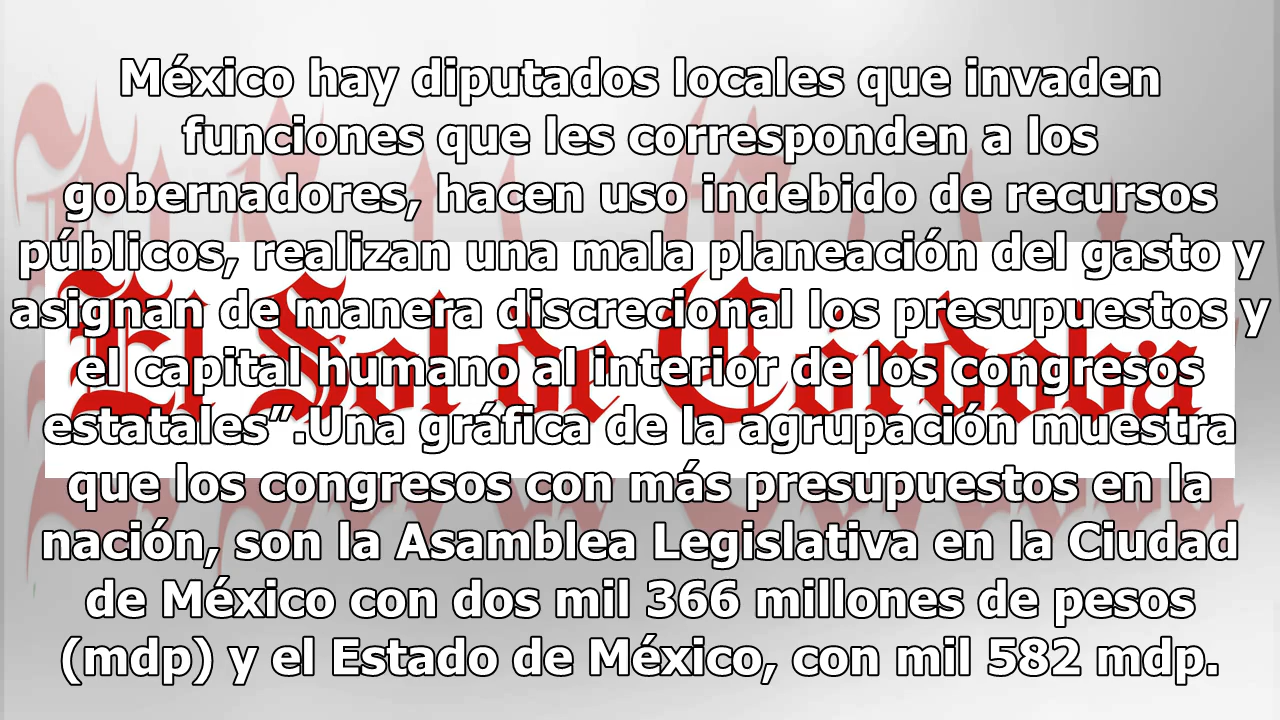 México hay diputados locales que invaden
funciones que les corresponden a los
gobernadores, hacen uso indebido de recursos
públicos, realizan una mala planeación del gasto y
asignan de manera discrecional los presupuestos y
el capital humano al interior de los congresos
estatales”.Una gráfica de la agrupación muestra
que los congresos con más presupuestos en la
nación, son la Asamblea Legislativa en la Ciudad
de México con dos mil 366 millones de pesos
(mdp) y el Estado de México, con mil 582 mdp.
El Sol de Córdoba